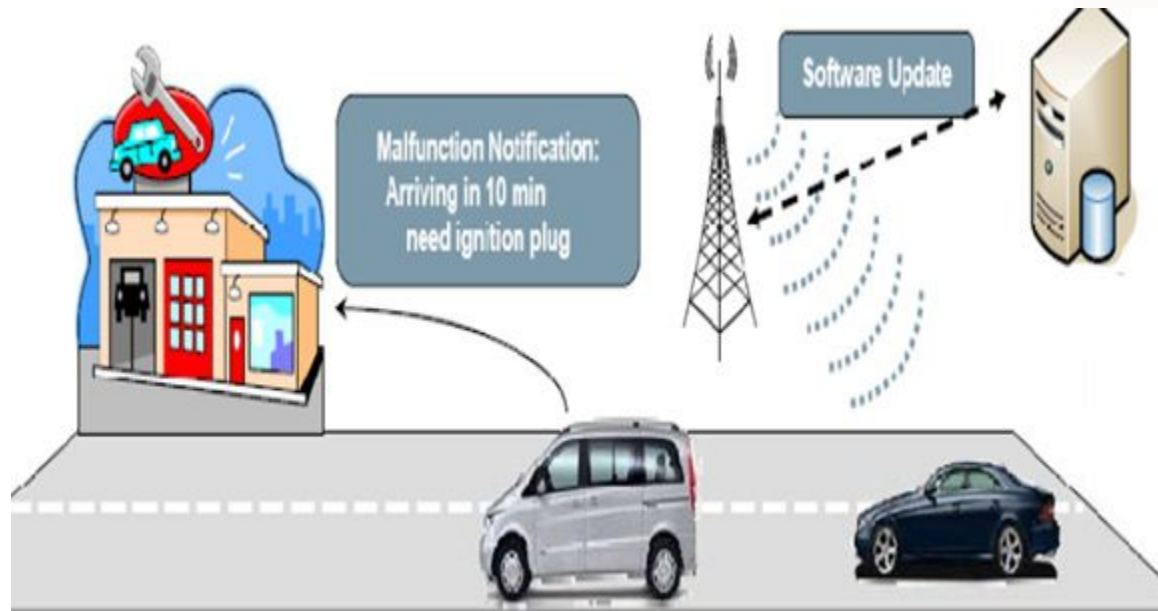 Malfunction Notification:
Arriving in 10 min
need ignition plug
Software Update